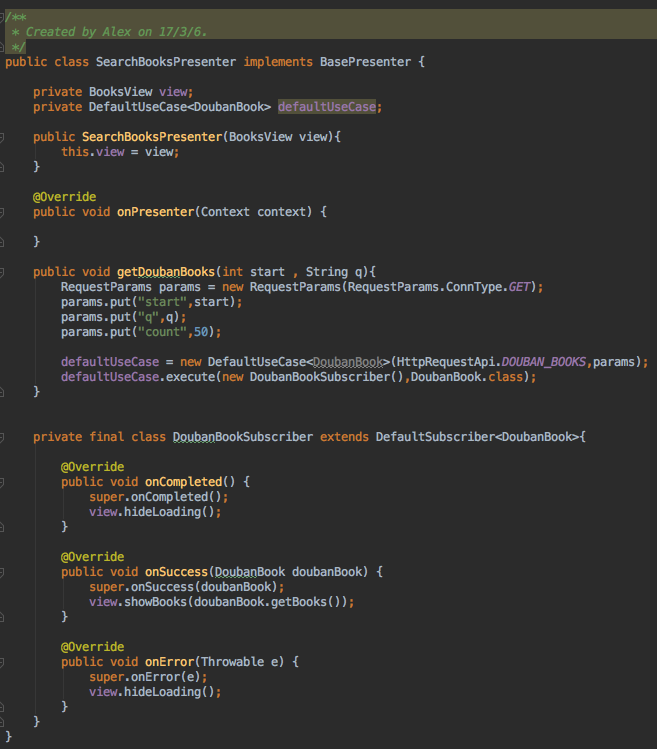 /**
 * Created by Alex on 17/3/6.
 */
public class SearchBooksPresenter implements BasePresenter {
    private BooksView view;
    private DefaultUseCase<DoubanBook> defaultUseCase;
    public SearchBooksPresenter(BooksView view){
        this.view = view;
    }
    @Override
    public void onPresenter(Context context) {
    }
    public void getDoubanBooks(int start , String q){
        RequestParams params = new RequestParams(RequestParams.ConnType.GET);
        params.put("start",start);
        params.put("q",q);
        params.put("count",50);
        defaultUseCase = new DefaultUseCase<DoubanBook>(HttpRequestApi.DOUBAN_BOOKS,params);
        defaultUseCase.execute(new DoubanBookSubscriber(),DoubanBook.class);
    }
    private final class DoubanBookSubscriber extends DefaultSubscriber<DoubanBook>{
        @Override
        public void onCompleted() {
            super.onCompleted();
            view.hideLoading();
        }
        @Override
        public void onSuccess(DoubanBook doubanBook) {
            super.onSuccess(doubanBook);
            view.showBooks(doubanBook.getBooks());
        }
        @Override
        public void onError(Throwable e) {
            super.onError(e);
            view.hideLoading();
        }
    }
}